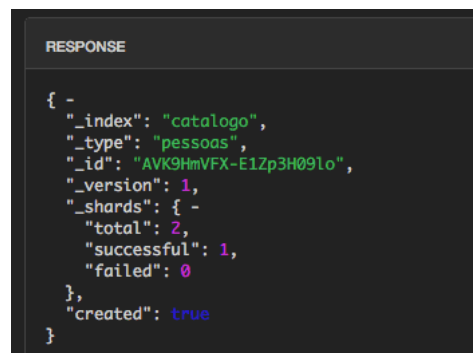 RESPONSE
{ -
"_index": "catalogo",
"_type": "pessoas",
"_id": "AVK9HmVFX-E1Zp3H09lo",
"_version": 1,
"_shards": { -
"total": 2,
"successful": 1,
"failed": 0
},
"created": true
}